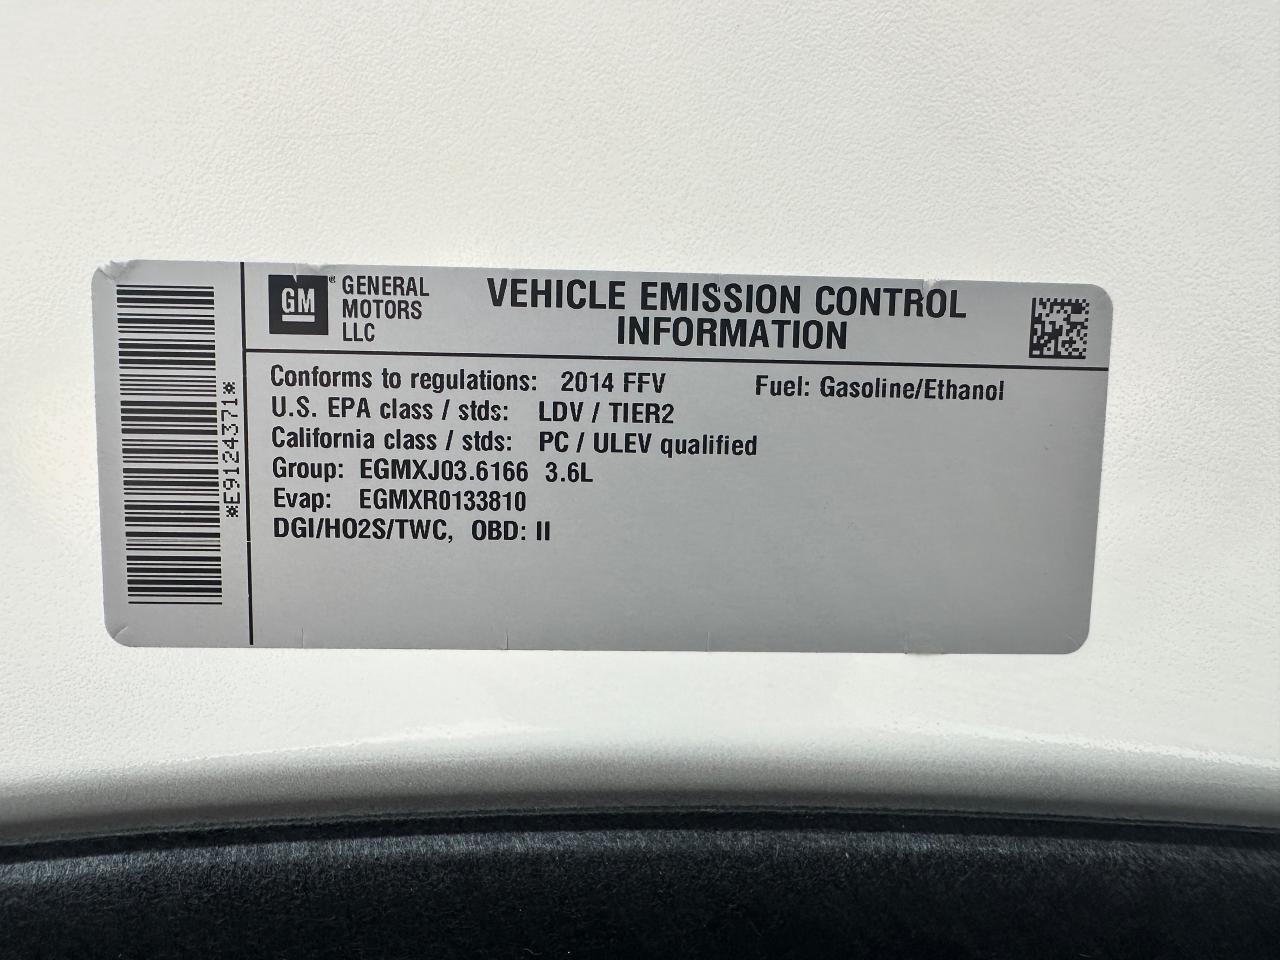 GM
GENERAL
MOTORS
LLC
VEHICLE EMISSION CONTROL
INFORMATION
Conforms to regulations: 2014 FFV
Fuel: Gasoline/Ethanol
U.S. EPA class / stds: LDV / TIER2
California class / stds: PC / ULEV qualified
Group: EGMXJ03.6166 3.6L
Evap: EGMXR0133810
DGI/HO2S/TWC, OBD: II
*E9124371*